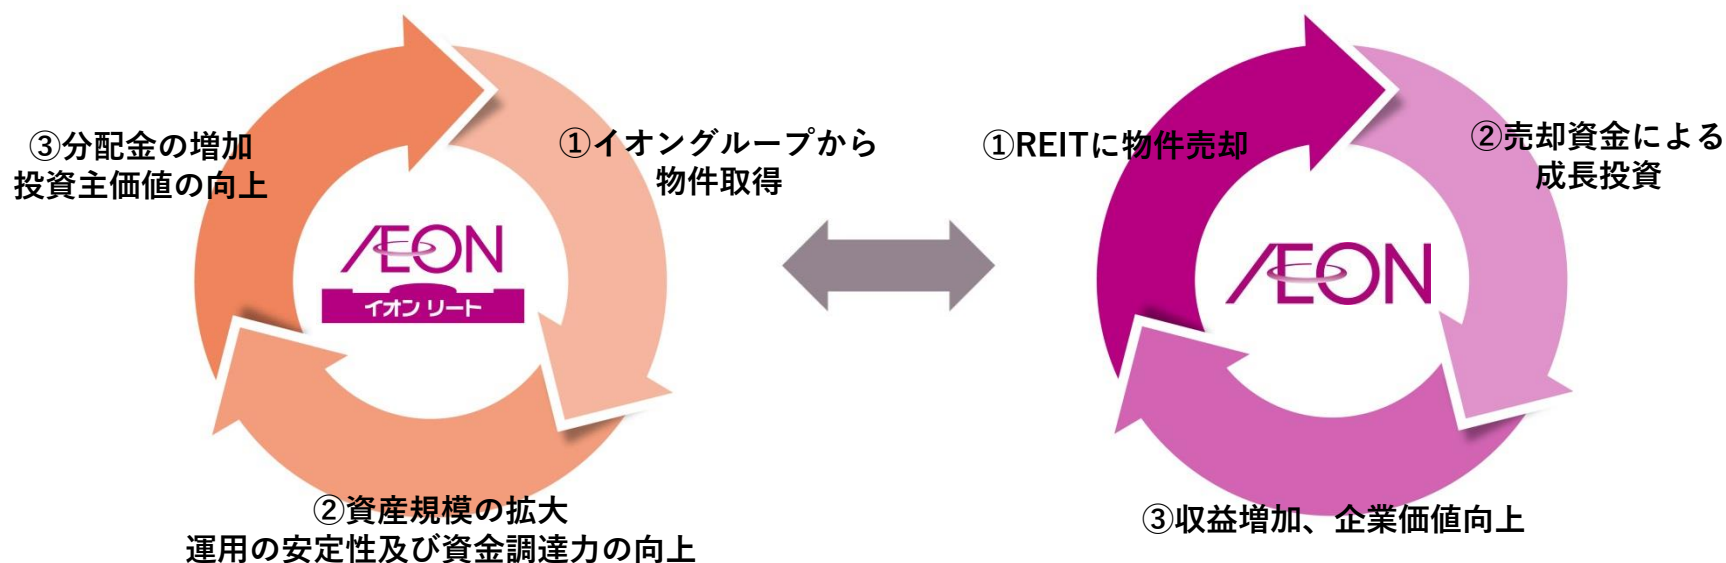 ③分配金の増加
投資主価値の向上
①イオングループから
物件取得
ÆON
イオン リート
②資産規模の拡大
運用の安定性及び資金調達力の向上
①REITに物件売却
②売却資金による
成長投資
ÆON
③収益増加、企業価値向上